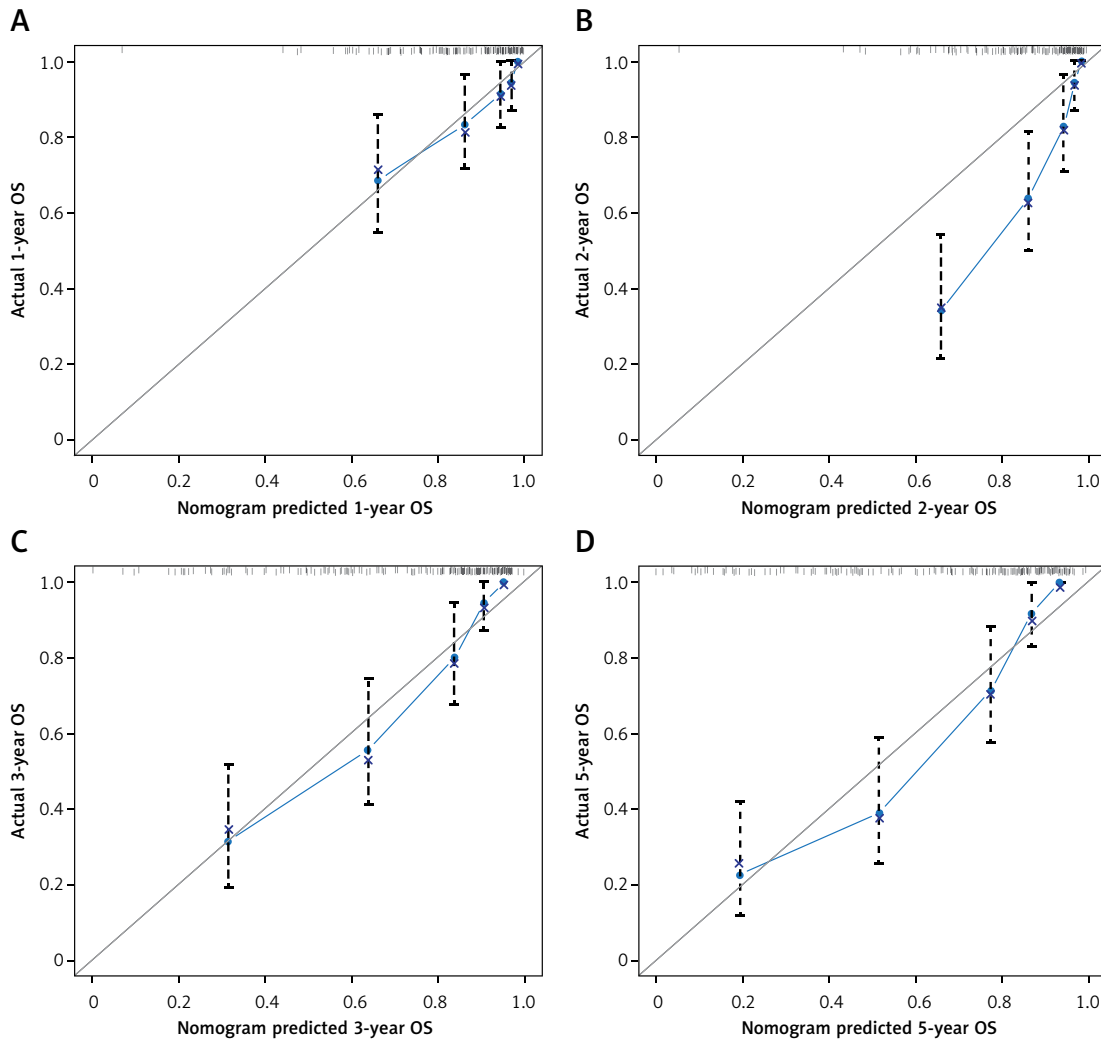 A
Actual 1-year OS
1.0
0.8
0.6
0.4
0.2
0
0 0.2 0.4 0.6 0.8 1.0
Nomogram predicted 1-year OS
B
Actual 2-year OS
1.0
0.8
0.6
0.4
0.2
0
0 0.2 0.4 0.6 0.8 1.0
Nomogram predicted 2-year OS
C
Actual 3-year OS
1.0
0.8
0.6
0.4
0.2
0
0 0.2 0.4 0.6 0.8 1.0
Nomogram predicted 3-year OS
D
Actual 5-year OS
1.0
0.8
0.6
0.4
0.2
0
0 0.2 0.4 0.6 0.8 1.0
Nomogram predicted 5-year OS